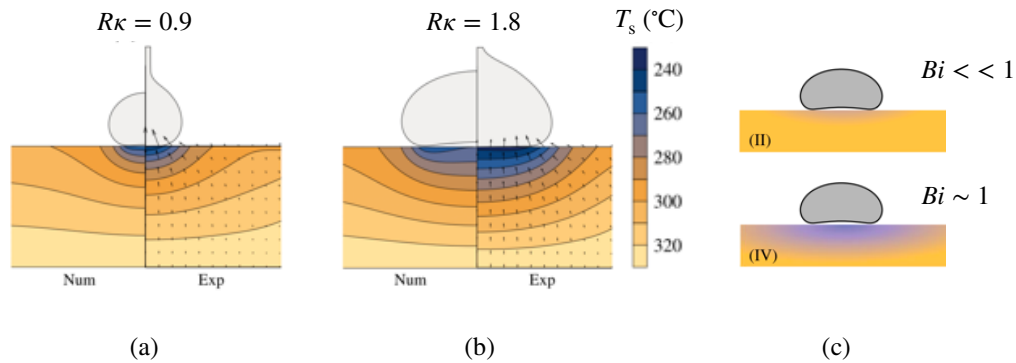 Rκ = 0.9
Rκ = 1.8
Tₛ (°C)
240
260
280
300
320
Num
Exp
Num
Exp
Bi << 1
(II)
Bi ~ 1
(IV)
(a)
(b)
(c)